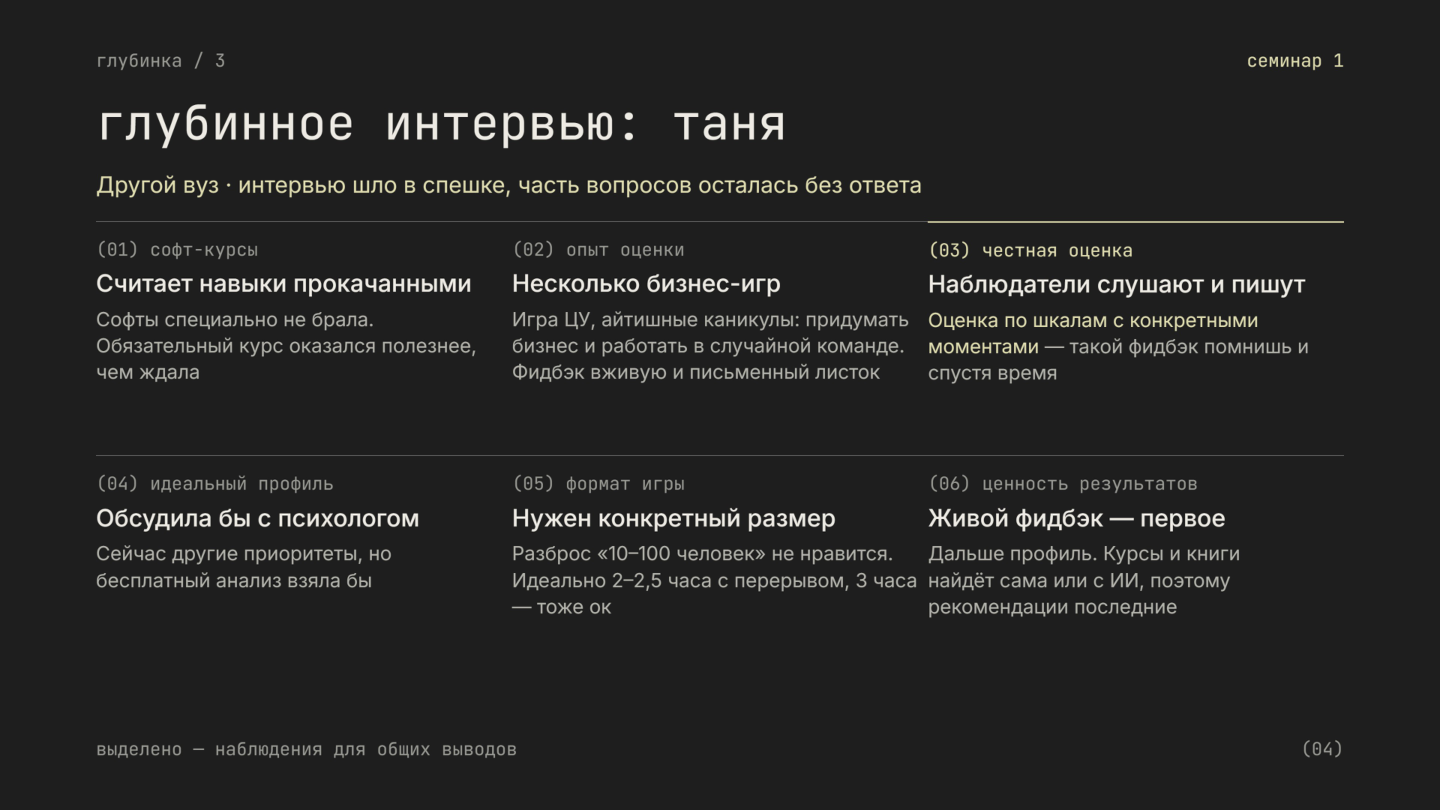 глубинка / 3
семинар 1
глубинное интервью: таня
Другой вуз · интервью шло в спешке, часть вопросов осталась без ответа
(01) софт-курсы
Считает навыки прокачанными
Софты специально не брала.
Обязательный курс оказался полезнее,
чем ждала
(02) опыт оценки
Несколько бизнес-игр
Игра ЦУ, айтишные каникулы: придумать
бизнес и работать в случайной команде.
Фидбэк вживую и письменный листок
(03) честная оценка
Наблюдатели слушают и пишут
Оценка по шкалам с конкретными
моментами — такой фидбэк помнишь и
спустя время
(04) идеальный профиль
Обсудила бы с психологом
Сейчас другие приоритеты, но
бесплатный анализ взяла бы
(05) формат игры
Нужен конкретный размер
Разброс «10–100 человек» не нравится.
Идеально 2–2,5 часа с перерывом, 3 часа
— тоже ок
(06) ценность результатов
Живой фидбэк — первое
Дальше профиль. Курсы и книги
найдёт сама или с ИИ, поэтому
рекомендации последние
выделено — наблюдения для общих выводов
(04)